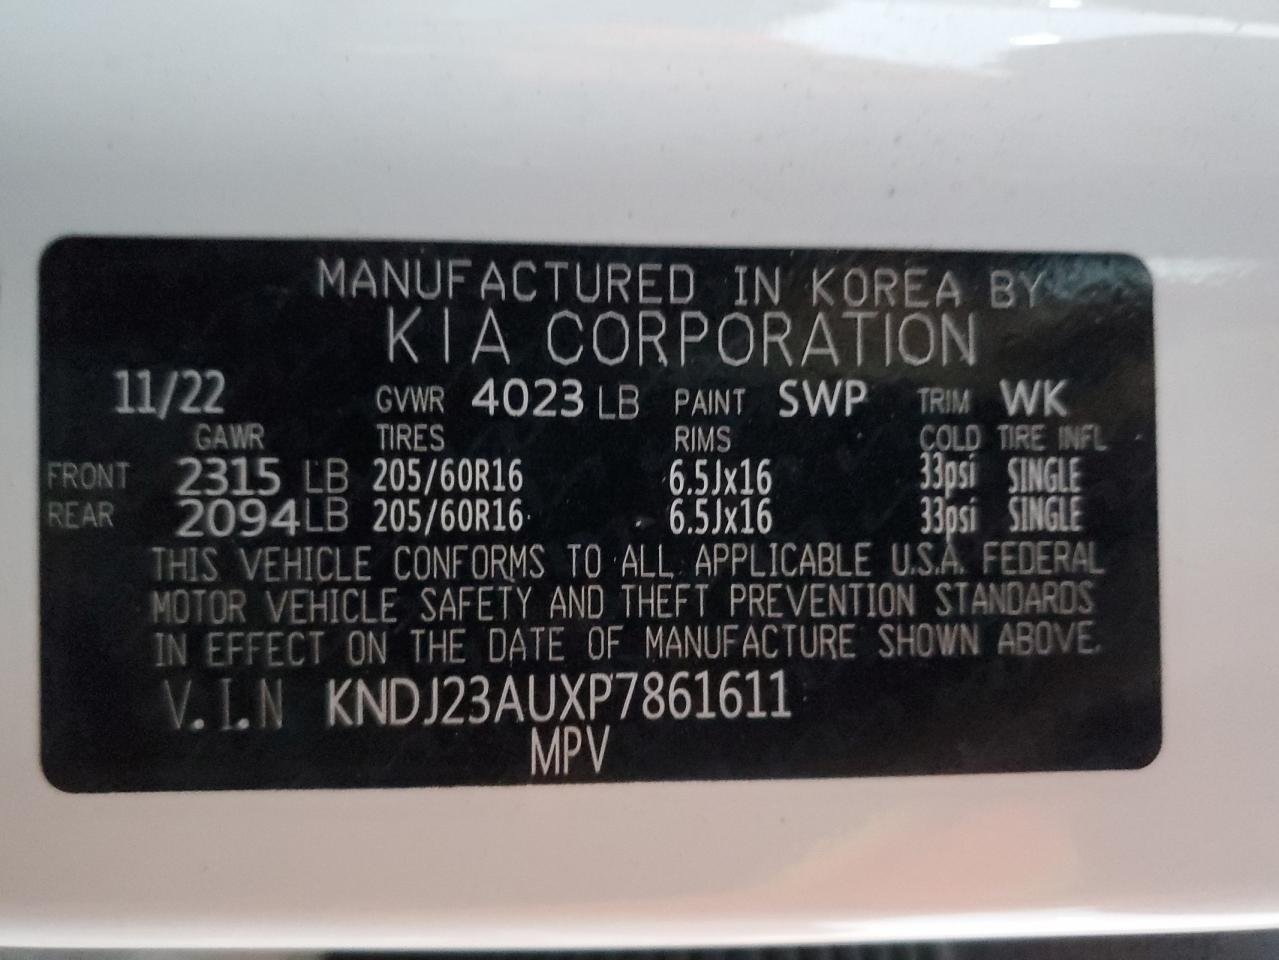 MANUFACTURED IN KOREA BY
KIA CORPORATION
11/22 GVWR 4023 LB PAINT SWP TRIM WK
GAWR TIRES RIMS COLD TIRE INFL
FRONT 2315 LB 205/60R16 6.5Jx16 33psi SINGLE
REAR 2094 LB 205/60R16 6.5Jx16 33psi SINGLE
THIS VEHICLE CONFORMS TO ALL APPLICABLE U.S.A. FEDERAL
MOTOR VEHICLE SAFETY AND THEFT PREVENTION STANDARDS
IN EFFECT ON THE DATE OF MANUFACTURE SHOWN ABOVE.
V.I.N KNDJ23AUXP7861611
MPV